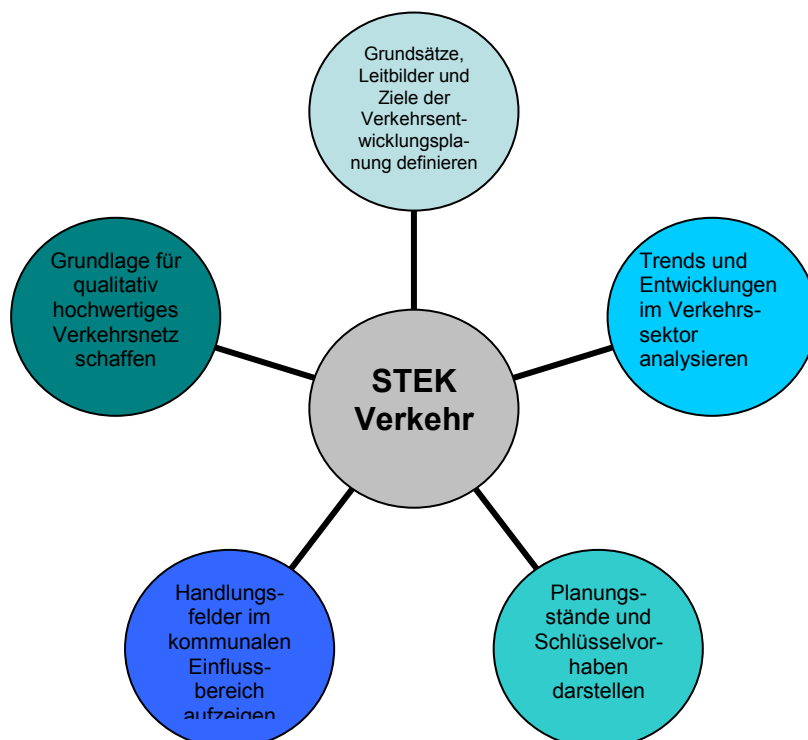 Grundsätze,
Leitbilder und
Ziele der
Verkehrsent-
wicklungspla-
nung definieren
Trends und
Entwicklungen
im Verkehrs-
sektor
analysieren
Planungs-
stände und
Schlüsselvor-
haben
darstellen
Handlungs-
felder im
kommunalen
Einfluss-
bereich
aufzeigen
Grundlage für
qualitativ
hochwertiges
Verkehrsnetz
schaffen
STEK
Verkehr